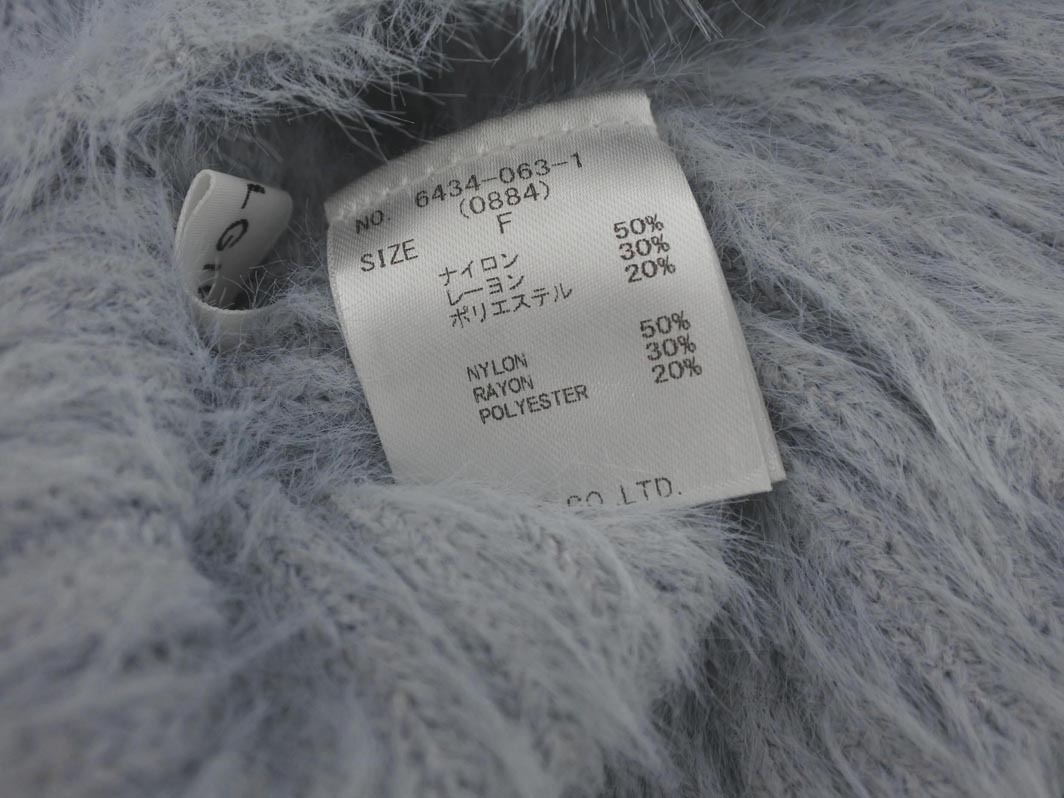 NO. 6434-063-1
(0884)
SIZE F
ナイロン 50%
レーヨン 30%
ポリエステル 20%
NYLON 50%
RAYON 30%
POLYESTER 20%
CO.,LTD.